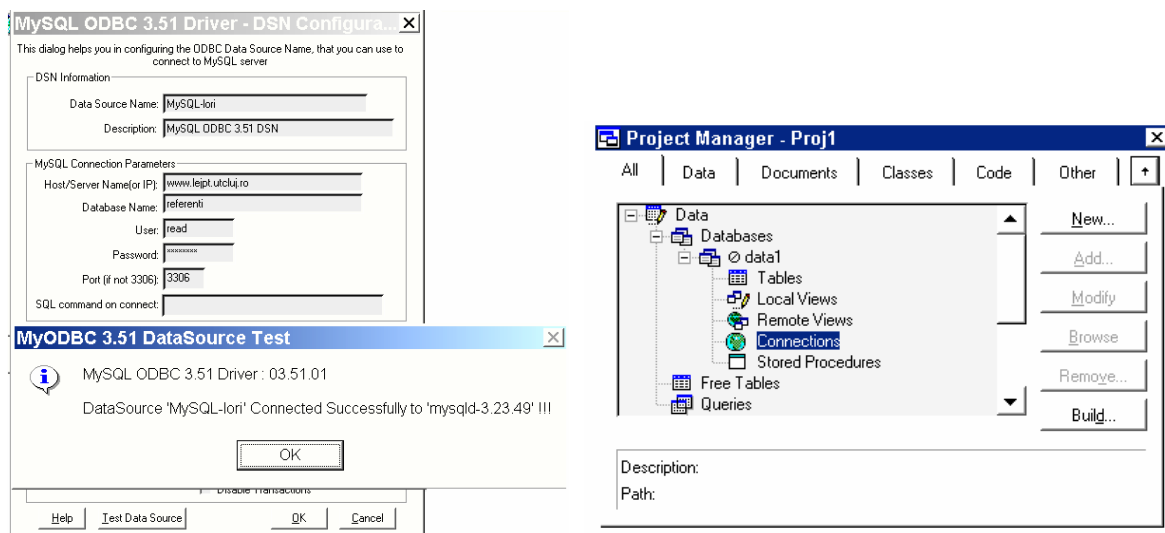 MySQL ODBC 3.51 Driver - DSN Configura...
This dialog helps you in configuring the ODBC Data Source Name, that you can use to
connect to MySQL server
DSN Information
Data Source Name: MySQL-lori
Description: MySQL ODBC 3.51 DSN
MySQL Connection Parameters
Host/Server Name(or IP): www.lejpt.utcluj.ro
Database Name: referenti
User: read
Password: ××××××××
Port (if not 3306): 3306
SQL command on connect:
MyODBC 3.51 DataSource Test
MySQL ODBC 3.51 Driver : 03.51.01
DataSource 'MySQL-lori' Connected Successfully to 'mysqld-3.23.49' !!!
OK
Disable Transactions
Help Test Data Source OK Cancel
Project Manager - Proj1
All Data Documents Classes Code Other
Data
Databases
data1
Tables
Local Views
Remote Views
Connections
Stored Procedures
Free Tables
Queries
New...
Add...
Modify
Browse
Remove...
Build...
Description:
Path: